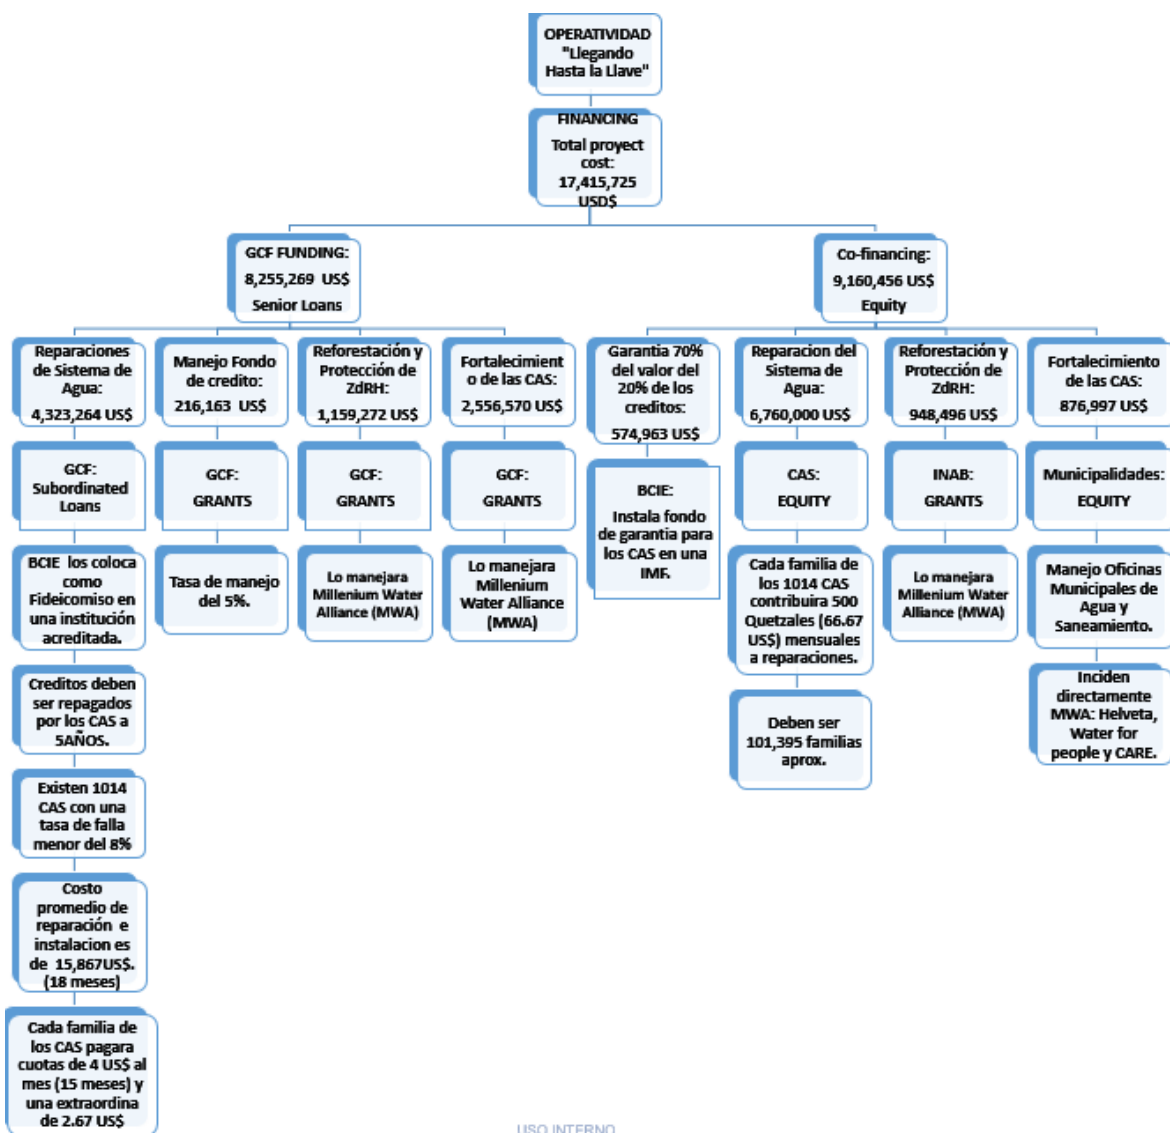 OPERATIVIDAD
"Llegando
Hasta la Llave"
FINANCING
Total proyect
cost:
17,415,725
USD$
GCF FUNDING:
8,255,269 US$
Senior Loans
Co-financing:
9,160,456 US$
Equity
Reparaciones
de Sistema de
Agua:
4,323,264 US$
Manejo Fondo
de credito:
216,163 US$
Reforestación y
Protección de
ZdRH:
1,159,272 US$
Fortalecimient
o de las CAS:
2,556,570 US$
Garantia 70%
del valor del
20% de los
creditos:
574,963 US$
Reparacion del
Sistema de
Agua:
6,760,000 US$
Reforestación y
Protección de
ZdRH:
948,496 US$
Fortalecimiento
de las CAS:
876,997 US$
GCF:
Subordinated
Loans
GCF:
GRANTS
GCF:
GRANTS
GCF:
GRANTS
BCIE:
Instala fondo
de garantia para
los CAS en una
IMF.
CAS:
EQUITY
INAB:
GRANTS
Municipalidades:
EQUITY
BCIE los coloca
como
Fideicomiso en
una institución
acreditada.
Tasa de manejo
del 5%.
Lo manejara
Millenium Water
Alliance (MWA)
Lo manejara
Millenium Water
Alliance
(MWA)
Cada familia de
los 1014 CAS
contribuira 500
Quetzales (66.67
US$) mensuales
a reparaciones.
Lo manejara
Millenium Water
Alliance (MWA)
Manejo Oficinas
Municipales de
Agua y
Saneamiento.
Creditos deben
ser repagados
por los CAS a
5AÑOS.
Deben ser
101,395 familias
aprox.
Inciden
directamente
MWA: Helveta,
Water for
people y CARE.
Existen 1014
CAS con una
tasa de falla
menor del 8%
Costo
promedio de
reparación e
instalacion es
de 15,867US$.
(18 meses)
Cada familia de
los CAS pagara
cuotas de 4 US$ al
mes (15 meses) y
una extraordina
de 2.67 US$
USO INTERNO